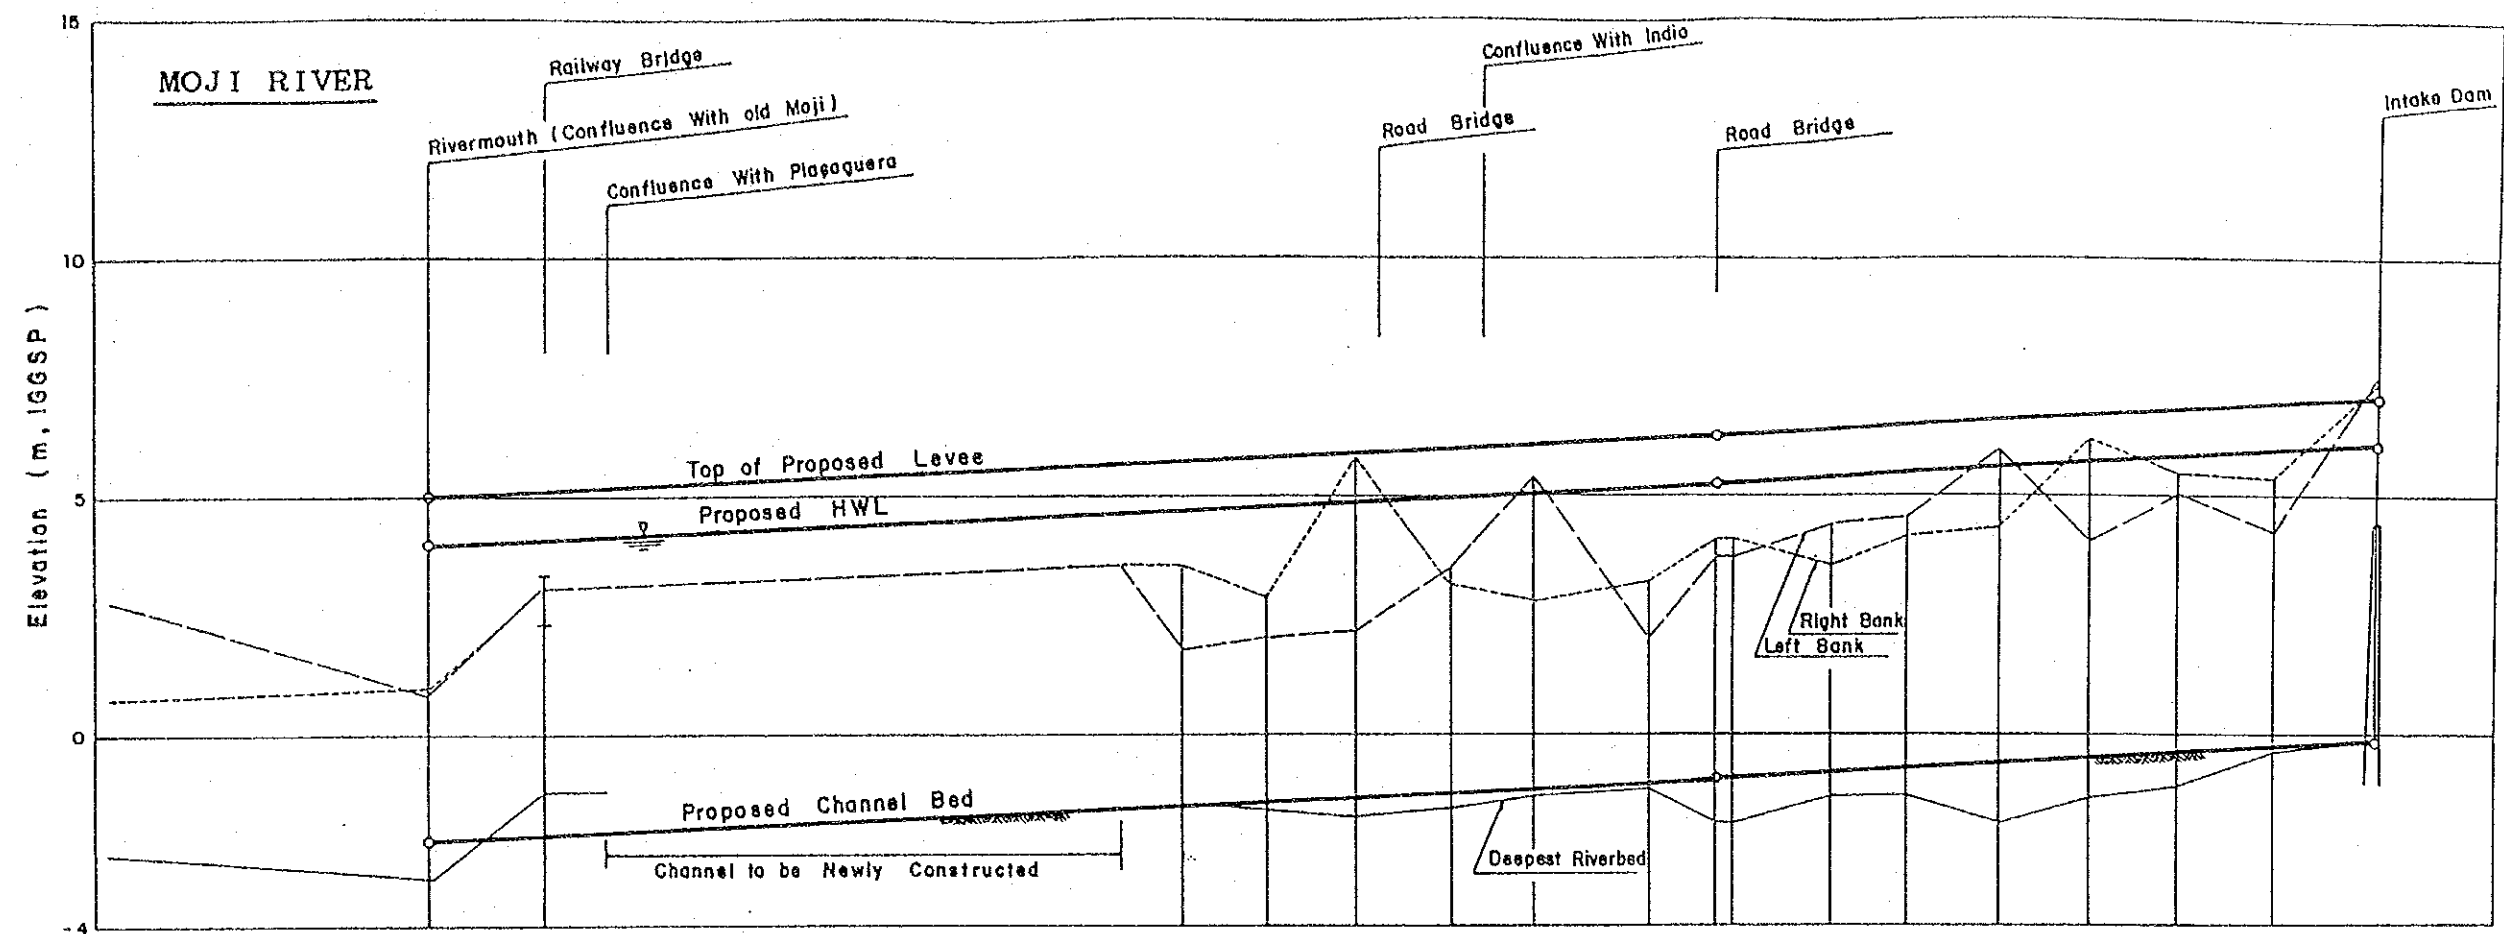 15
MOJI RIVER
Railway Bridge
Rivermouth (Confluence With old Moji)
Confluence With Plaçaguera
Confluence With Indio
Road Bridge
Road Bridge
Intake Dam
10
Elevation (m, IGGSP)
Top of Proposed Levee
5
Proposed HWL
Right Bank
Left Bank
0
Proposed Channel Bed
Channel to be Newly Constructed
Deepest Riverbed
-4